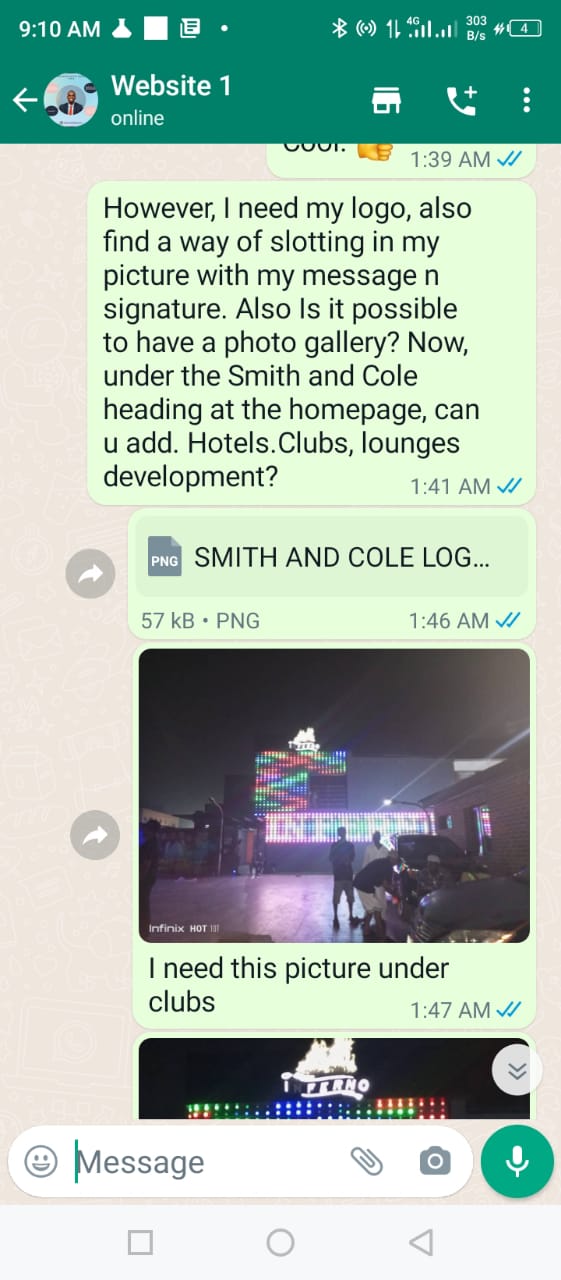 9:10 AM
4G
303
B/s
4
Website 1
online
Cool.
1:39 AM
However, I need my logo, also
find a way of slotting in my
picture with my message n
signature. Also Is it possible
to have a photo gallery? Now,
under the Smith and Cole
heading at the homepage, can
u add. Hotels.Clubs, lounges
development?
1:41 AM
PNG
SMITH AND COLE LOG...
57 kB • PNG
1:46 AM
Infinix HOT
I need this picture under
clubs
1:47 AM
INFERNO
Message